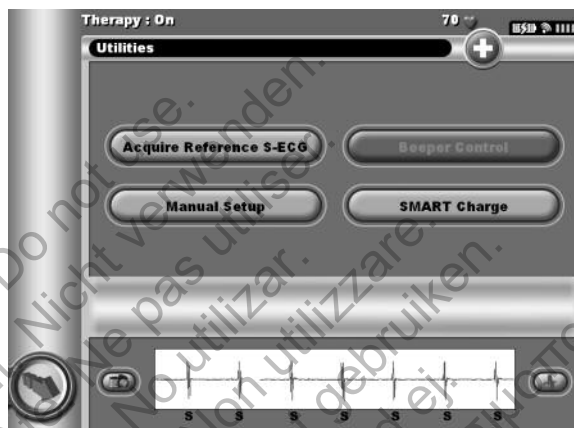 Therapy : On
70
Utilities
Acquire Reference S-ECG
Beeper Control
Manual Setup
SMART Charge
S S S S S S S
Do not use.
Nicht verwenden.
Ne pas utiliser.
No utilizar.
Non utilizzare.
gebruiken.
ej.